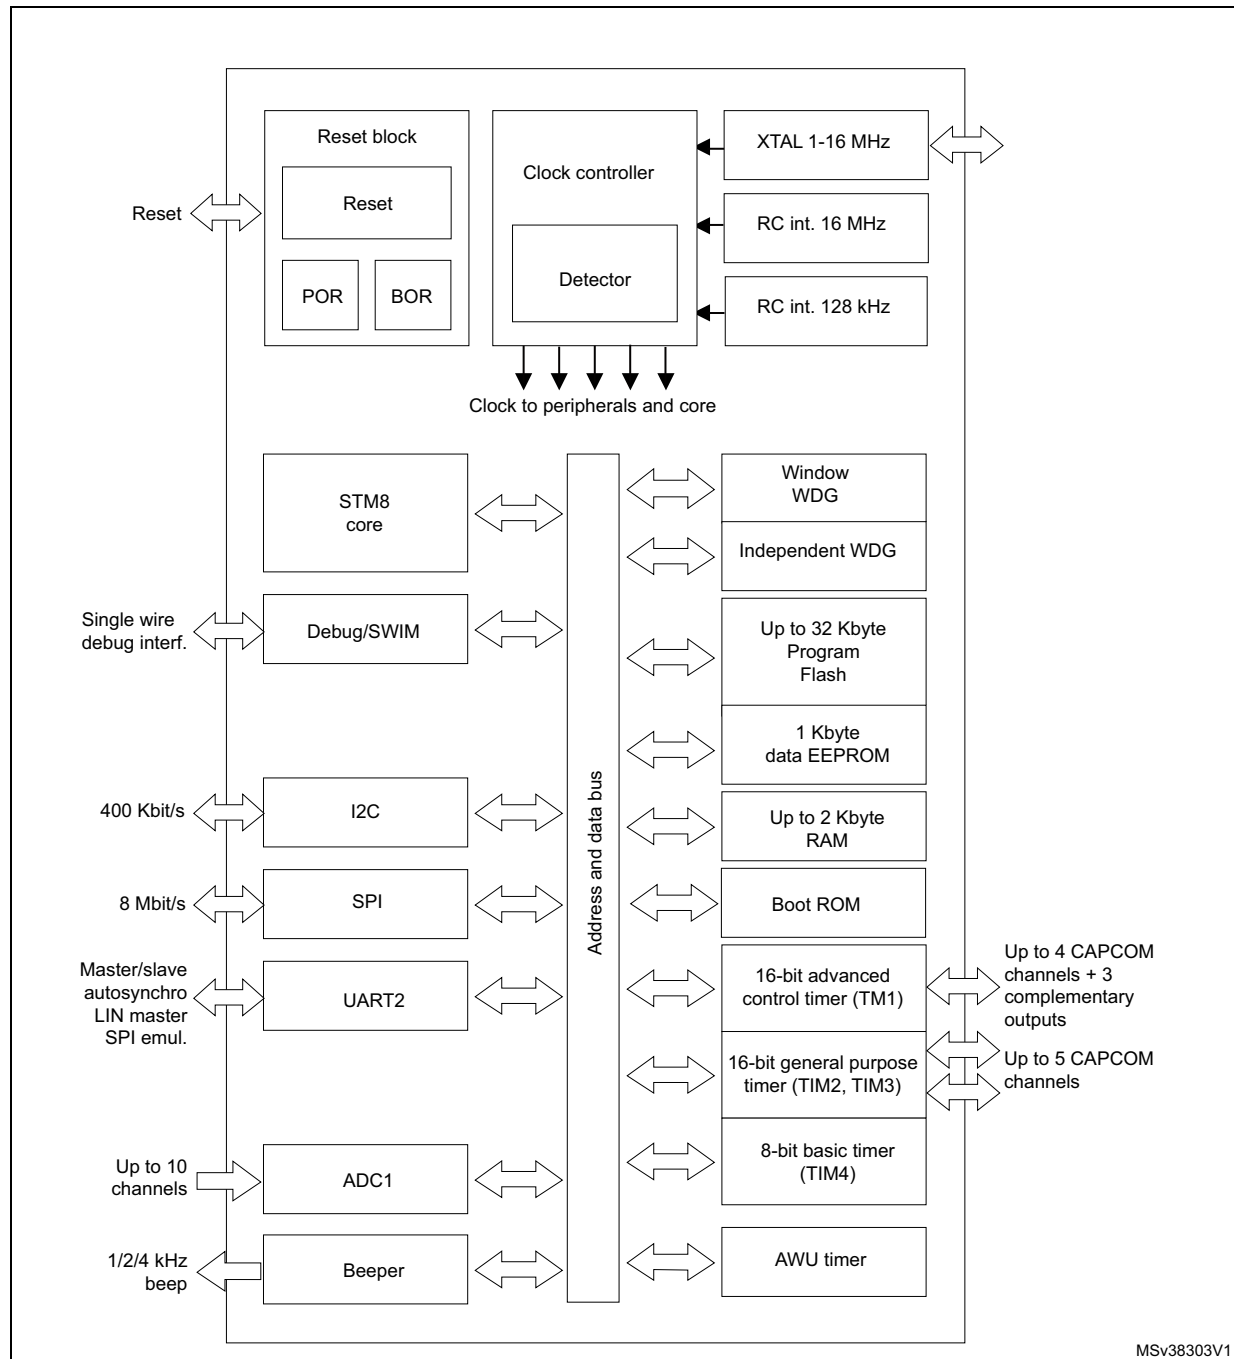 Reset block
Reset
POR
BOR
Reset
Clock controller
Detector
XTAL 1-16 MHz
RC int. 16 MHz
RC int. 128 kHz
Clock to peripherals and core
STM8
core
Single wire
debug interf.
Debug/SWIM
400 Kbit/s
I2C
8 Mbit/s
SPI
Master/slave
autosynchro
LIN master
SPI emul.
UART2
Up to 10
channels
ADC1
1/2/4 kHz
beep
Beeper
Address and data bus
Window
WDG
Independent WDG
Up to 32 Kbyte
Program
Flash
1 Kbyte
data EEPROM
Up to 2 Kbyte
RAM
Boot ROM
16-bit advanced
control timer (TM1)
Up to 4 CAPCOM
channels + 3
complementary
outputs
16-bit general purpose
timer (TIM2, TIM3)
Up to 5 CAPCOM
channels
8-bit basic timer
(TIM4)
AWU timer
MSv38303V1